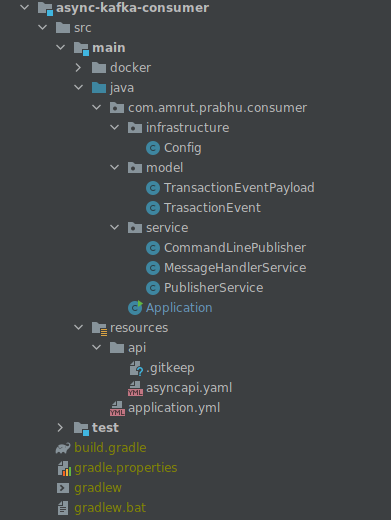 async-kafka-consumer
src
main
docker
java
com.amrut.prabhu.consumer
infrastructure
Config
model
TransactionEventPayload
TrasactionEvent
service
CommandLinePublisher
MessageHandlerService
PublisherService
Application
resources
api
.gitkeep
asyncapi.yaml
application.yml
test
build.gradle
gradle.properties
gradlew
gradlew.bat